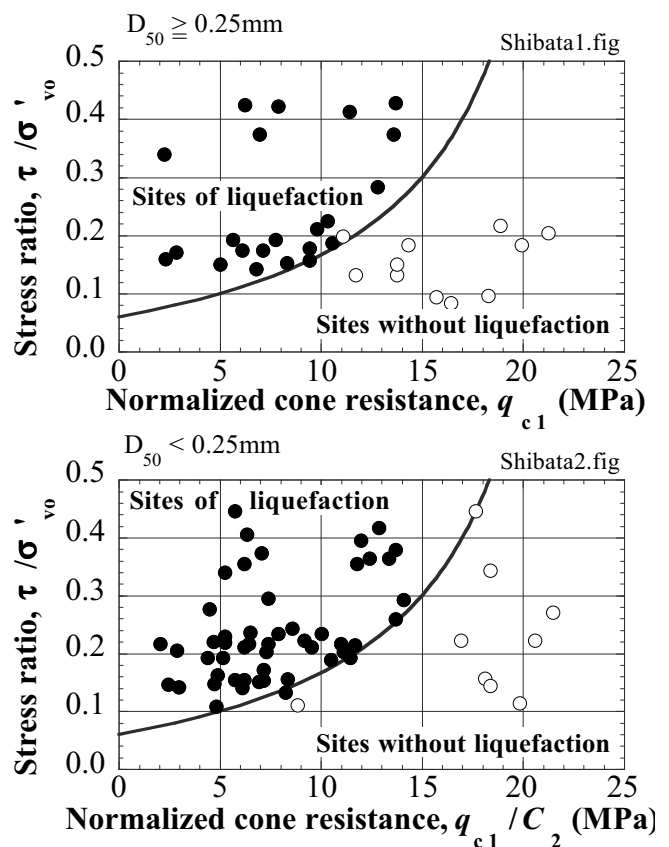 D50 ≧ 0.25mm
Shibata1.fig
0.5
0.4
0.3
0.2
0.1
0.0
Stress ratio, τ /σ 'vo
Sites of liquefaction
Sites without liquefaction
0 5 10 15 20 25
Normalized cone resistance, qc1 (MPa)
D50 < 0.25mm
Shibata2.fig
0.5
0.4
0.3
0.2
0.1
0.0
Stress ratio, τ /σ 'vo
Sites of liquefaction
Sites without liquefaction
0 5 10 15 20 25
Normalized cone resistance, qc1 /C2 (MPa)